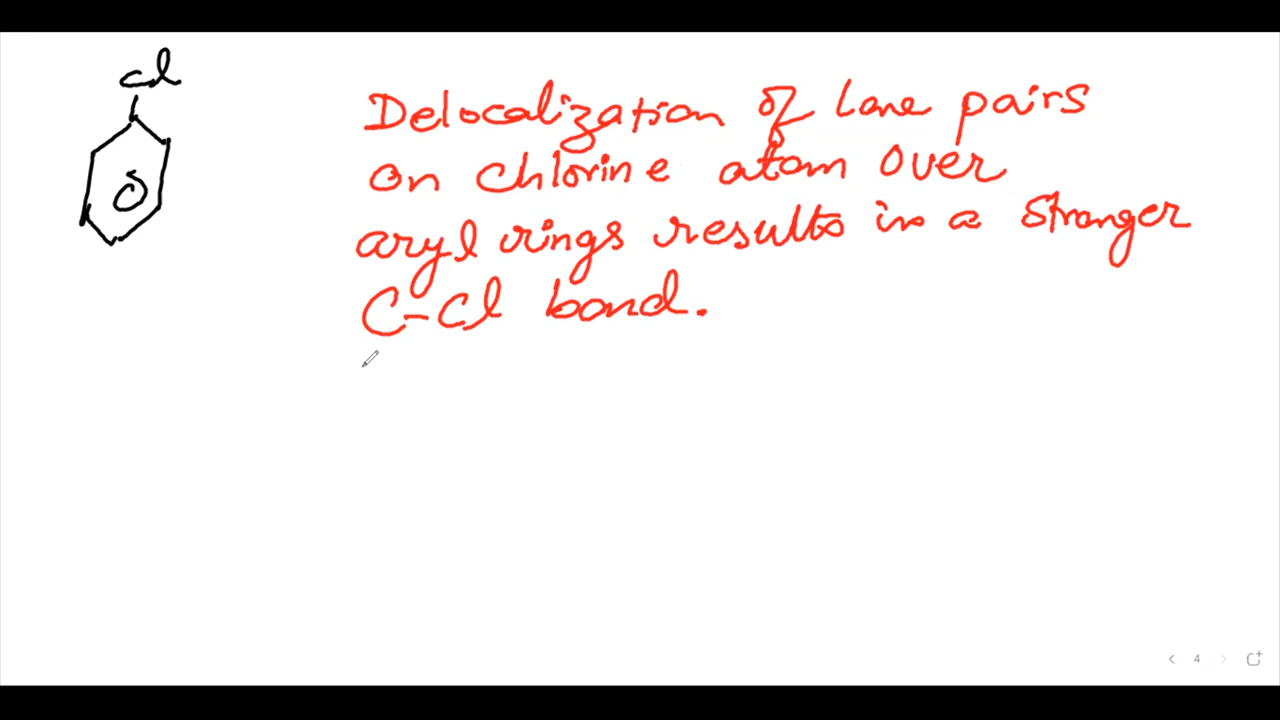 Cl
Delocalization of lone pairs
on chlorine atom over
aryl rings results in a stronger
C-Cl bond.
4